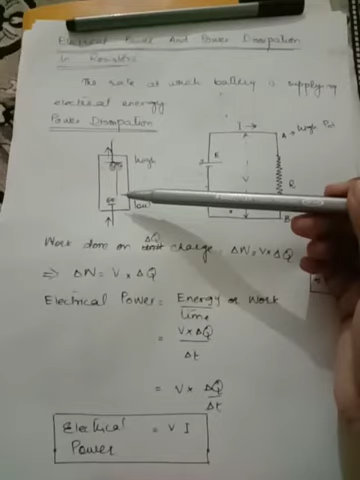 Electrical Power And Power Dissipation
In Resistors
The rate at which battery is supplying
electrical energy
Power Dissipation
High
low
I →
A
A → High Pot
E
V
R
B
Work done on ΔQ charge, ΔW = V × ΔQ
⇒ ΔW = V × ΔQ
Electrical Power = Energy or Work
time
= V × ΔQ
Δt
= V × ΔQ
Δt
Electrical = V I
Power